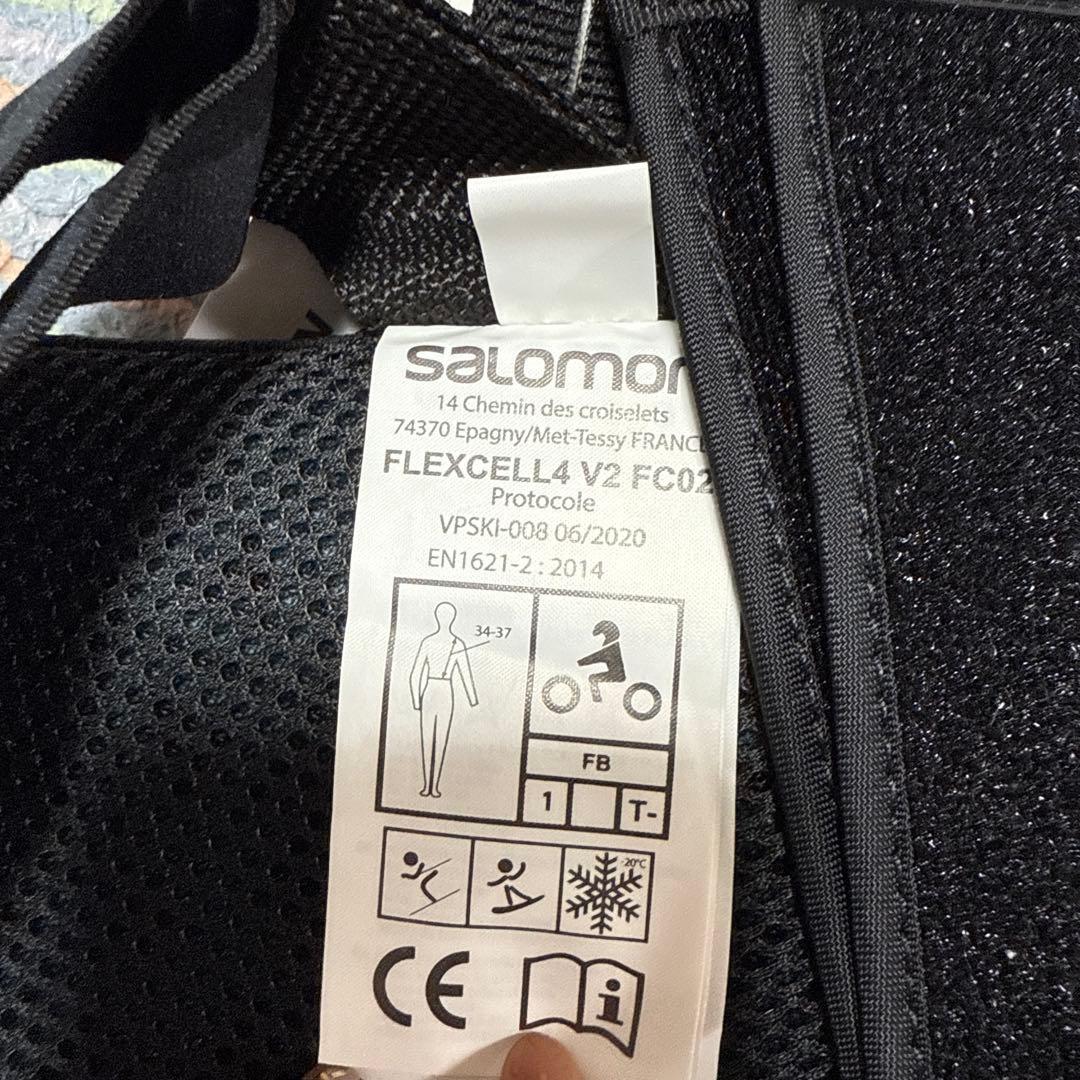 salomon
14 Chemin des croiselets
74370 Epagny/Met-Tessy FRANCE
FLEXCELL4 V2 FC02
Protocole
VPSKI-008 06/2020
EN1621-2 : 2014
34-37
FB
1 T-
-20°C
CE
i